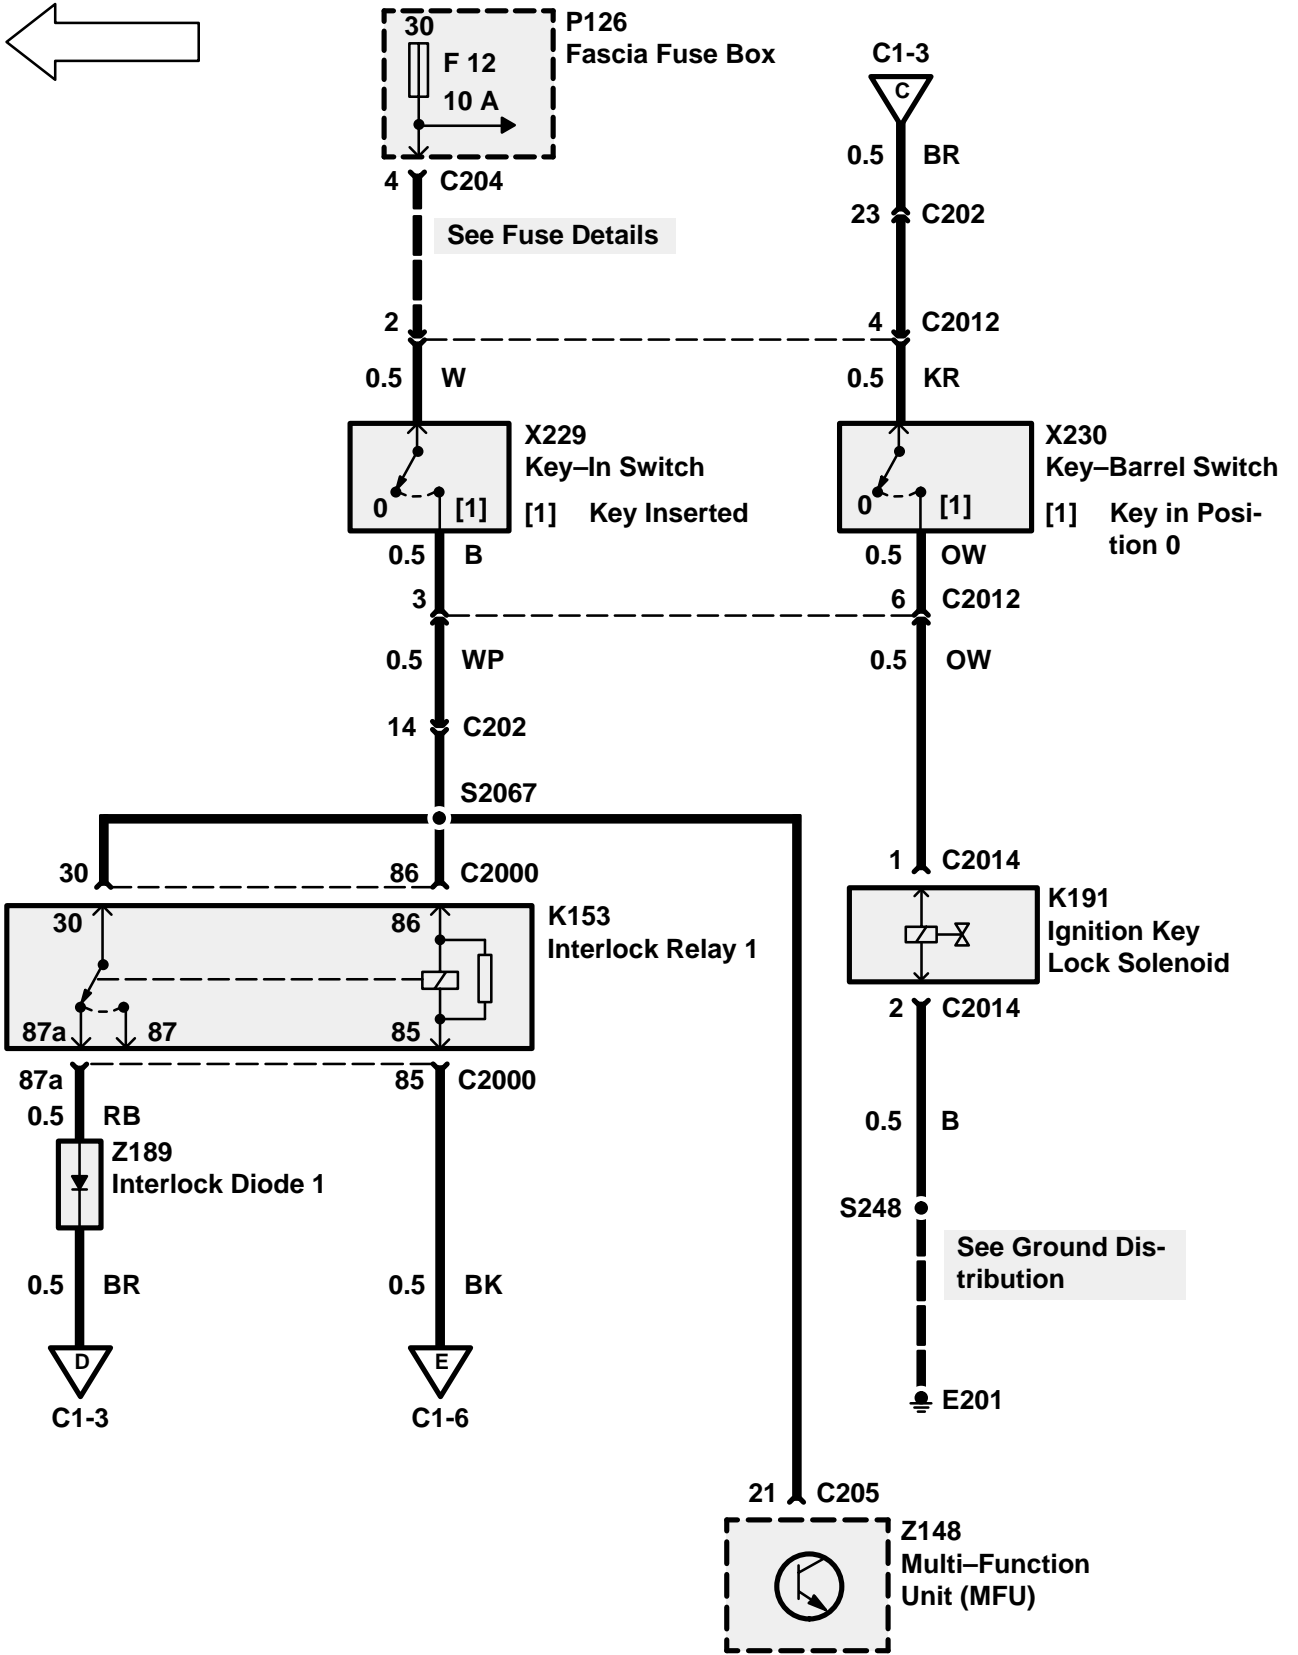 30
F 12
10 A
P126
Fascia Fuse Box
C1-3
C
0.5 BR
4 C204
23 C202
See Fuse Details
2
4 C2012
0.5 W
0.5 KR
X229
Key–In Switch
0 [1]
[1] Key Inserted
X230
Key–Barrel Switch
0 [1]
[1] Key in Posi-
tion 0
0.5 B
0.5 OW
3
6 C2012
0.5 WP
0.5 OW
14 C202
S2067
30
86 C2000
1 C2014
30
86
K153
Interlock Relay 1
87a 87
85
K191
Ignition Key
Lock Solenoid
2 C2014
87a
85 C2000
0.5 RB
Z189
Interlock Diode 1
0.5 B
S248
See Ground Dis-
tribution
0.5 BR
0.5 BK
D
C1-3
E
C1-6
E201
21 C205
Z148
Multi–Function
Unit (MFU)